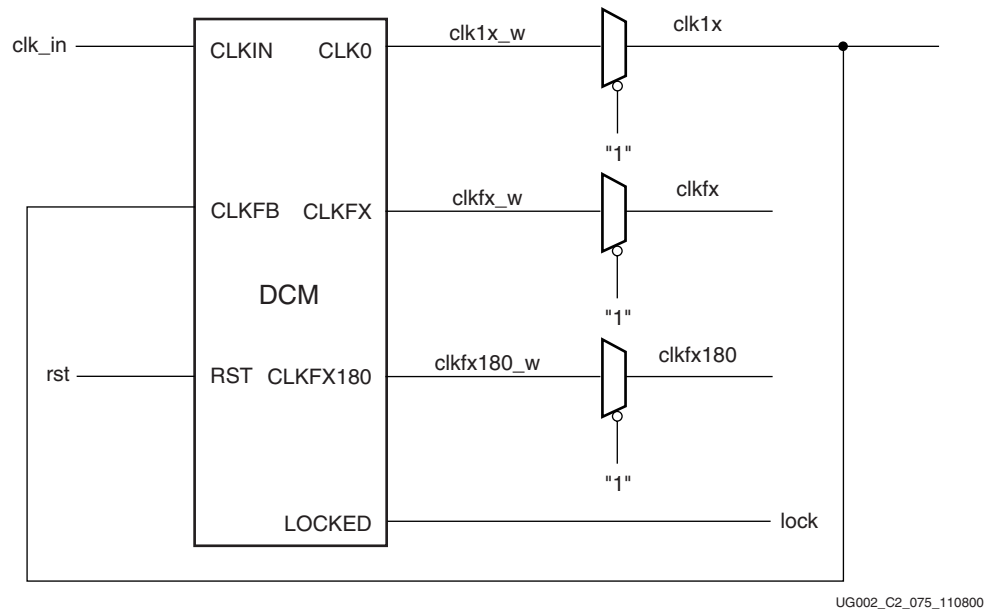 clk_in
CLKIN
CLK0
clk1x_w
clk1x
"1"
CLKFB
CLKFX
clkfx_w
clkfx
"1"
DCM
rst
RST
CLKFX180
clkfx180_w
clkfx180
"1"
LOCKED
lock
UG002_C2_075_110800